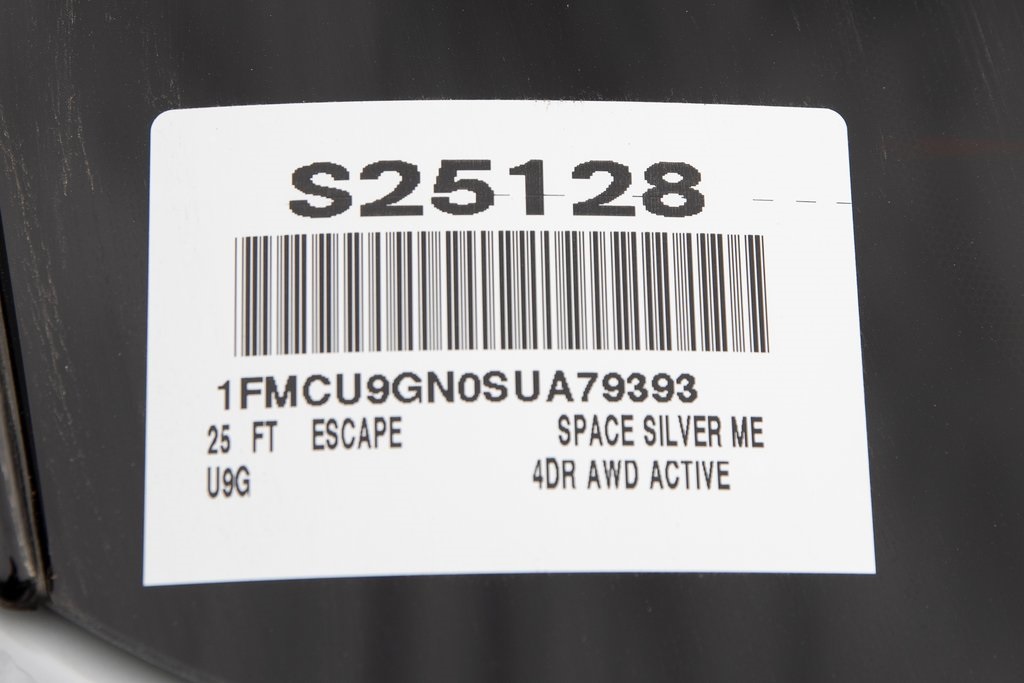 S25128
1FMCU9GN0SUA79393
25 FT ESCAPE SPACE SILVER ME
U9G 4DR AWD ACTIVE